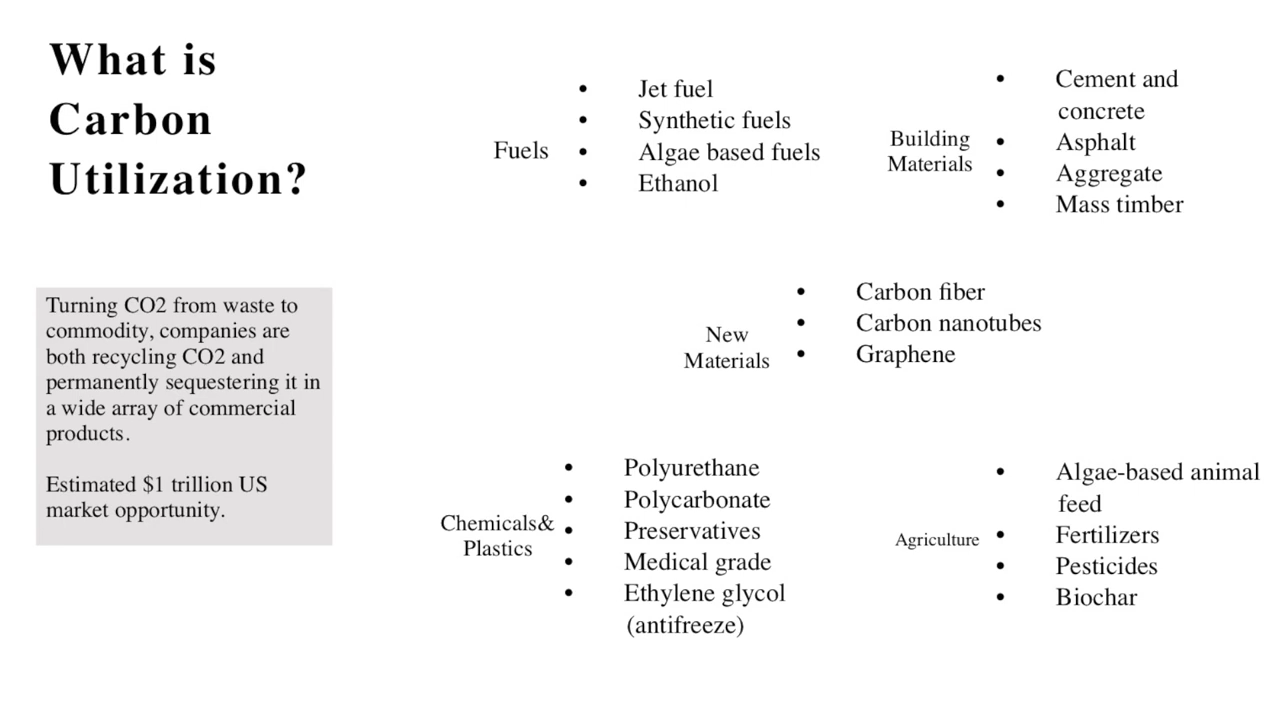 What is
Carbon
Utilization?
Turning CO2 from waste to
commodity, companies are
both recycling CO2 and
permanently sequestering it in
a wide array of commercial
products.
Estimated $1 trillion US
market opportunity.
Fuels
• Jet fuel
• Synthetic fuels
• Algae based fuels
• Ethanol
Building
Materials
• Cement and
concrete
• Asphalt
• Aggregate
• Mass timber
New
Materials
• Carbon fiber
• Carbon nanotubes
• Graphene
Chemicals&
Plastics
• Polyurethane
• Polycarbonate
• Preservatives
• Medical grade
• Ethylene glycol
(antifreeze)
Agriculture
• Algae-based animal
feed
• Fertilizers
• Pesticides
• Biochar